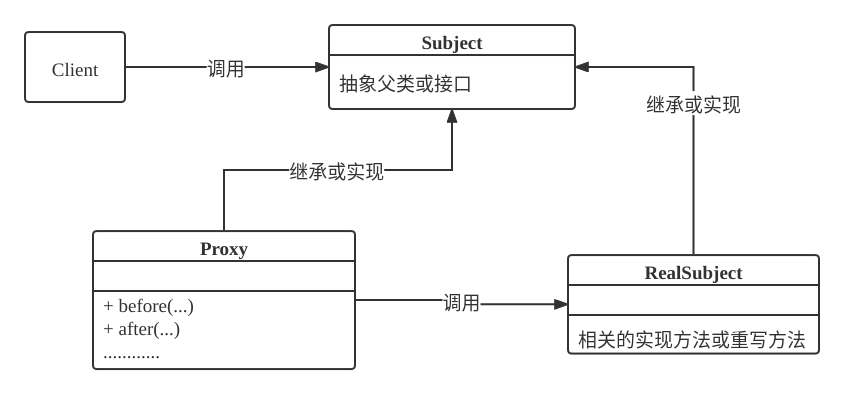 Client
调用
Subject
抽象父类或接口
继承或实现
继承或实现
Proxy
+ before(...)
+ after(...)
............
调用
RealSubject
相关的实现方法或重写方法